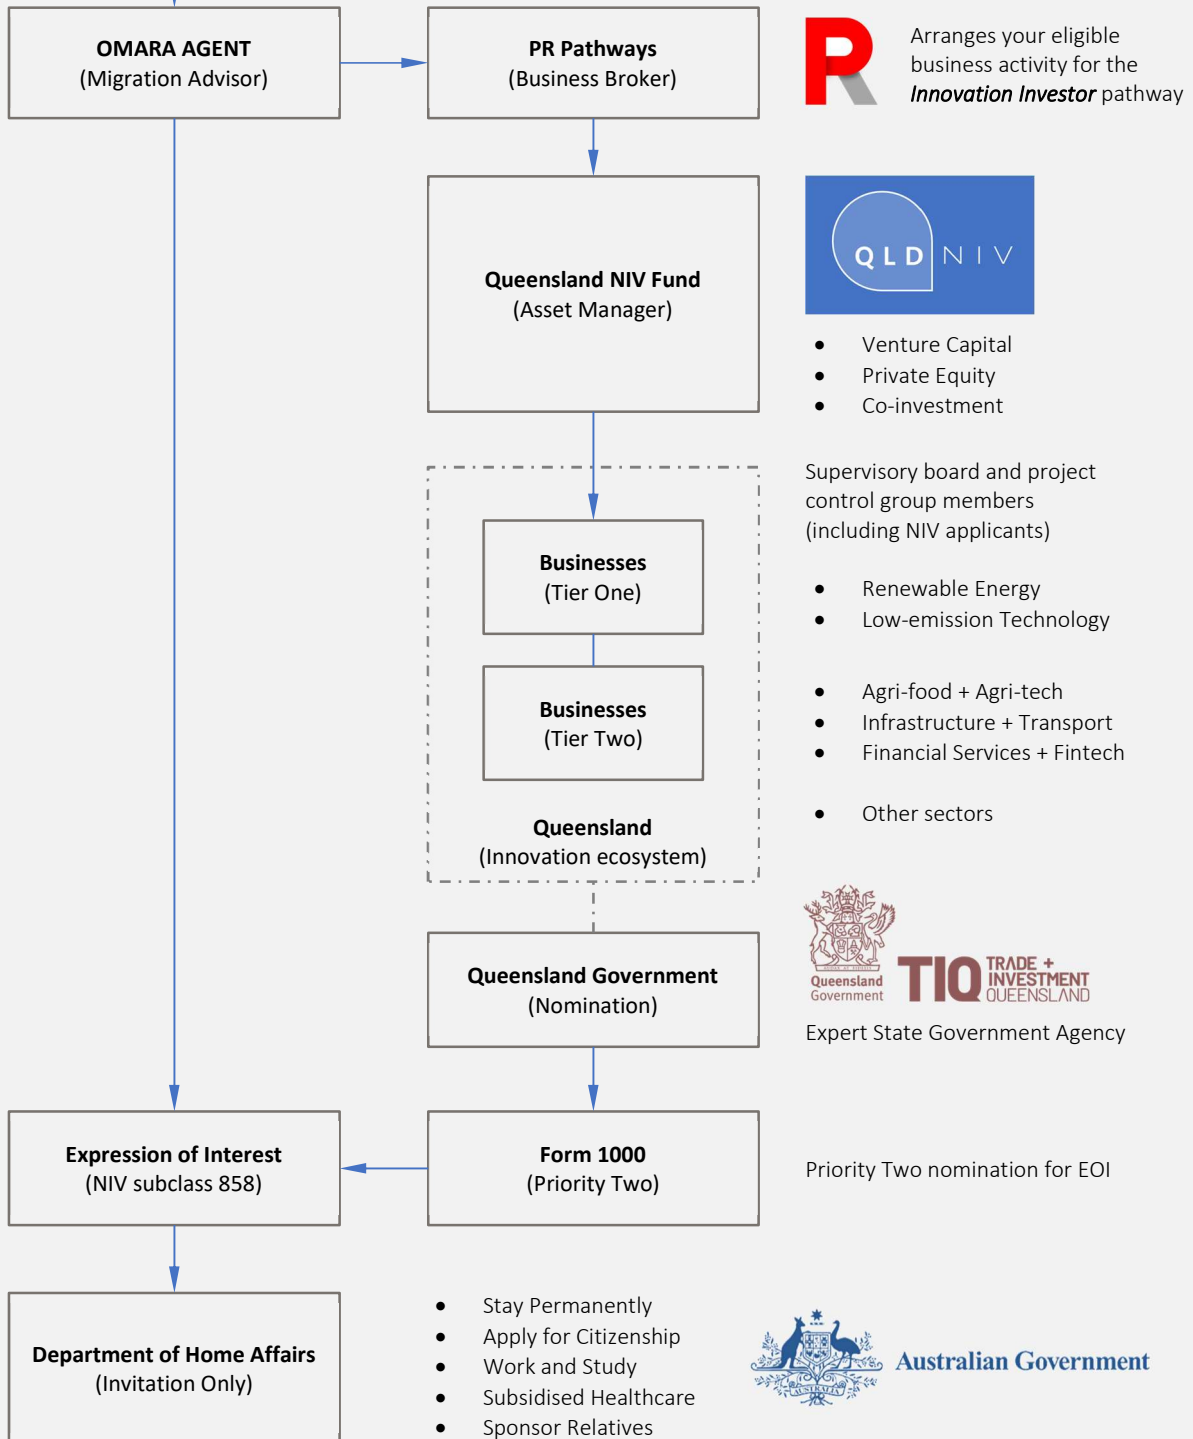 OMARA AGENT
(Migration Advisor)
PR Pathways
(Business Broker)
PR
Arranges your eligible
business activity for the
Innovation Investor pathway
Queensland NIV Fund
(Asset Manager)
QLD NIV
• Venture Capital
• Private Equity
• Co-investment
Supervisory board and project
control group members
(including NIV applicants)
Businesses
(Tier One)
• Renewable Energy
• Low-emission Technology
Businesses
(Tier Two)
• Agri-food + Agri-tech
• Infrastructure + Transport
• Financial Services + Fintech
• Other sectors
Queensland
(Innovation ecosystem)
Queensland Government
(Nomination)
Queensland
Government
TIQ
TRADE +
INVESTMENT
QUEENSLAND
Expert State Government Agency
Expression of Interest
(NIV subclass 858)
Form 1000
(Priority Two)
Priority Two nomination for EOI
Department of Home Affairs
(Invitation Only)
• Stay Permanently
• Apply for Citizenship
• Work and Study
• Subsidised Healthcare
• Sponsor Relatives
AUSTRALIA
Australian Government